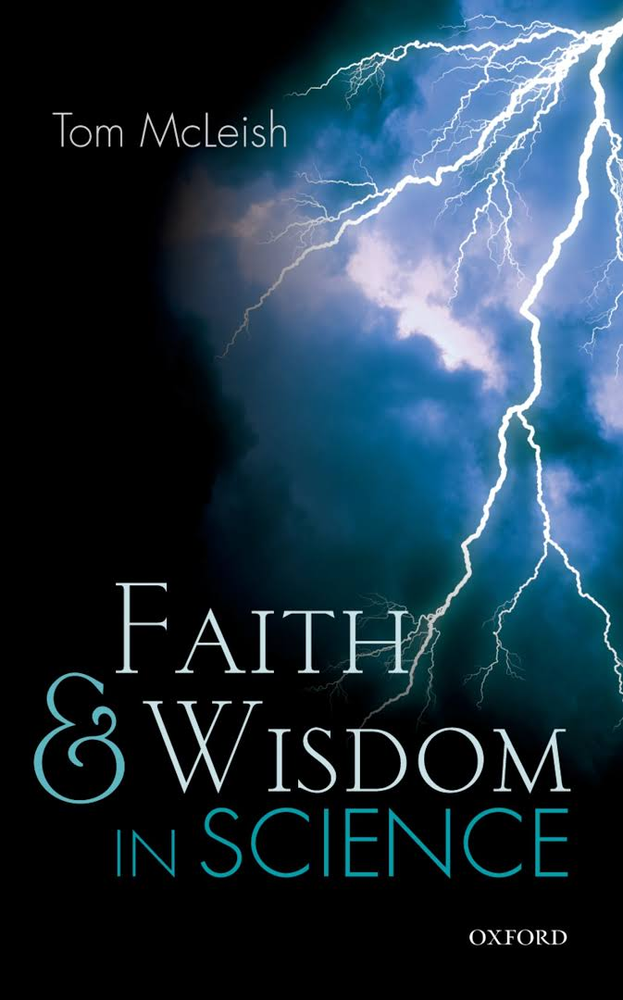 Tom McLeish
FAITH
& WISDOM
IN SCIENCE
OXFORD